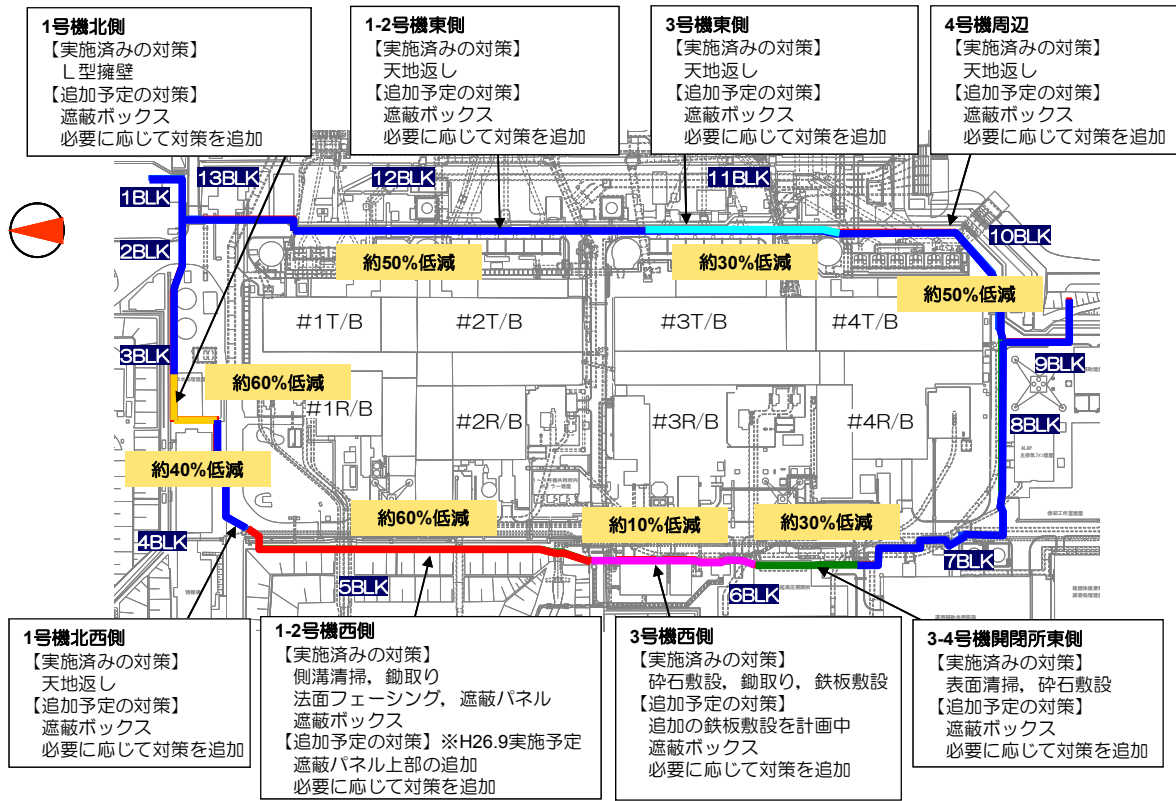 1号機北側
【実施済みの対策】
L型擁壁
【追加予定の対策】
遮蔽ボックス
必要に応じて対策を追加
1-2号機東側
【実施済みの対策】
天地返し
【追加予定の対策】
遮蔽ボックス
必要に応じて対策を追加
3号機東側
【実施済みの対策】
天地返し
【追加予定の対策】
遮蔽ボックス
必要に応じて対策を追加
4号機周辺
【実施済みの対策】
天地返し
【追加予定の対策】
遮蔽ボックス
必要に応じて対策を追加
1BLK
13BLK
12BLK
11BLK
10BLK
2BLK
約50%低減
約30%低減
約50%低減
#1T/B
#2T/B
#3T/B
#4T/B
3BLK
9BLK
約60%低減
#1R/B
#2R/B
#3R/B
#4R/B
8BLK
約40%低減
約60%低減
約10%低減
約30%低減
4BLK
5BLK
6BLK
7BLK
1号機北西側
【実施済みの対策】
天地返し
【追加予定の対策】
遮蔽ボックス
必要に応じて対策を追加
1-2号機西側
【実施済みの対策】
側溝清掃，鋤取り
法面フェーシング，遮蔽パネル
遮蔽ボックス
【追加予定の対策】※H26.9実施予定
遮蔽パネル上部の追加
必要に応じて対策を追加
3号機西側
【実施済みの対策】
砕石敷設，鋤取り，鉄板敷設
【追加予定の対策】
追加の鉄板敷設を計画中
遮蔽ボックス
必要に応じて対策を追加
3-4号機開閉所東側
【実施済みの対策】
表面清掃，砕石敷設
【追加予定の対策】
遮蔽ボックス
必要に応じて対策を追加